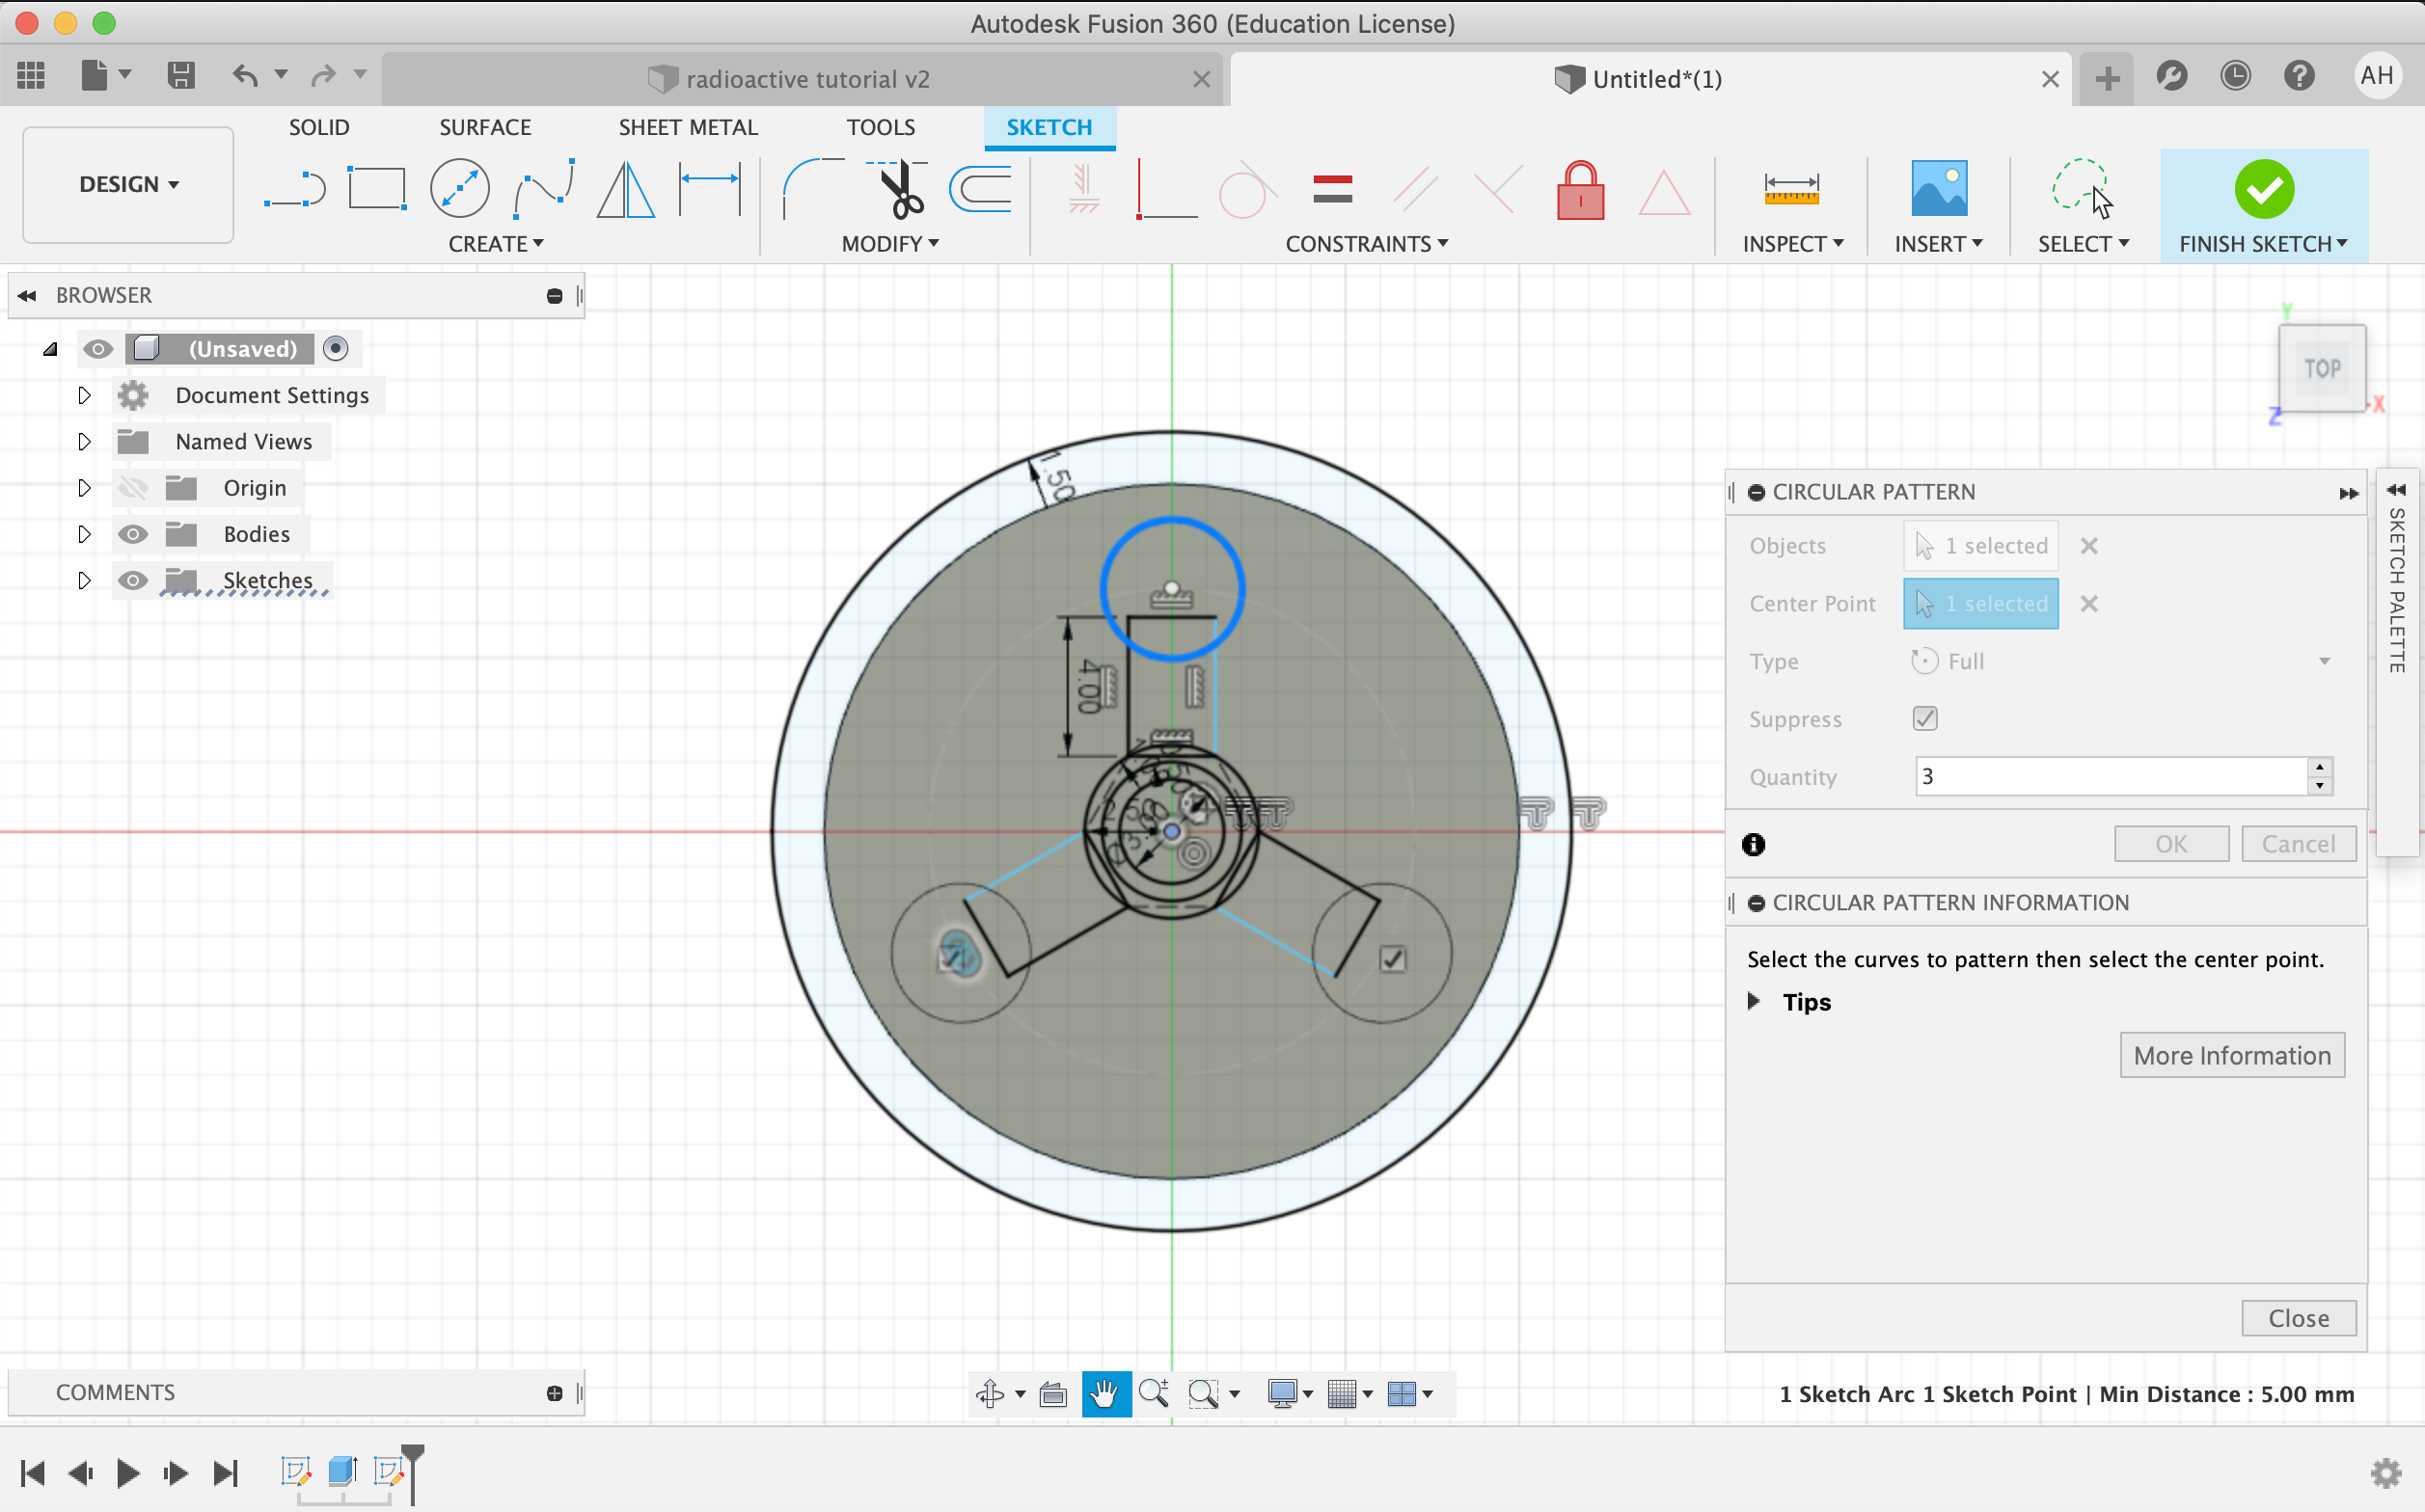 Autodesk Fusion 360 (Education License)
radioactive tutorial v2
Untitled*(1)
AH
SOLID SURFACE SHEET METAL TOOLS SKETCH
DESIGN
CREATE MODIFY CONSTRAINTS INSPECT INSERT SELECT FINISH SKETCH
BROWSER
(Unsaved)
Document Settings
Named Views
Origin
Bodies
Sketches
Y
TOP
X
Z
1.50
4.00
CIRCULAR PATTERN
Objects 1 selected
Center Point 1 selected
Type Full
Suppress
Quantity 3
OK Cancel
CIRCULAR PATTERN INFORMATION
Select the curves to pattern then select the center point.
Tips
More Information
Close
SKETCH PALETTE
COMMENTS
1 Sketch Arc 1 Sketch Point | Min Distance : 5.00 mm